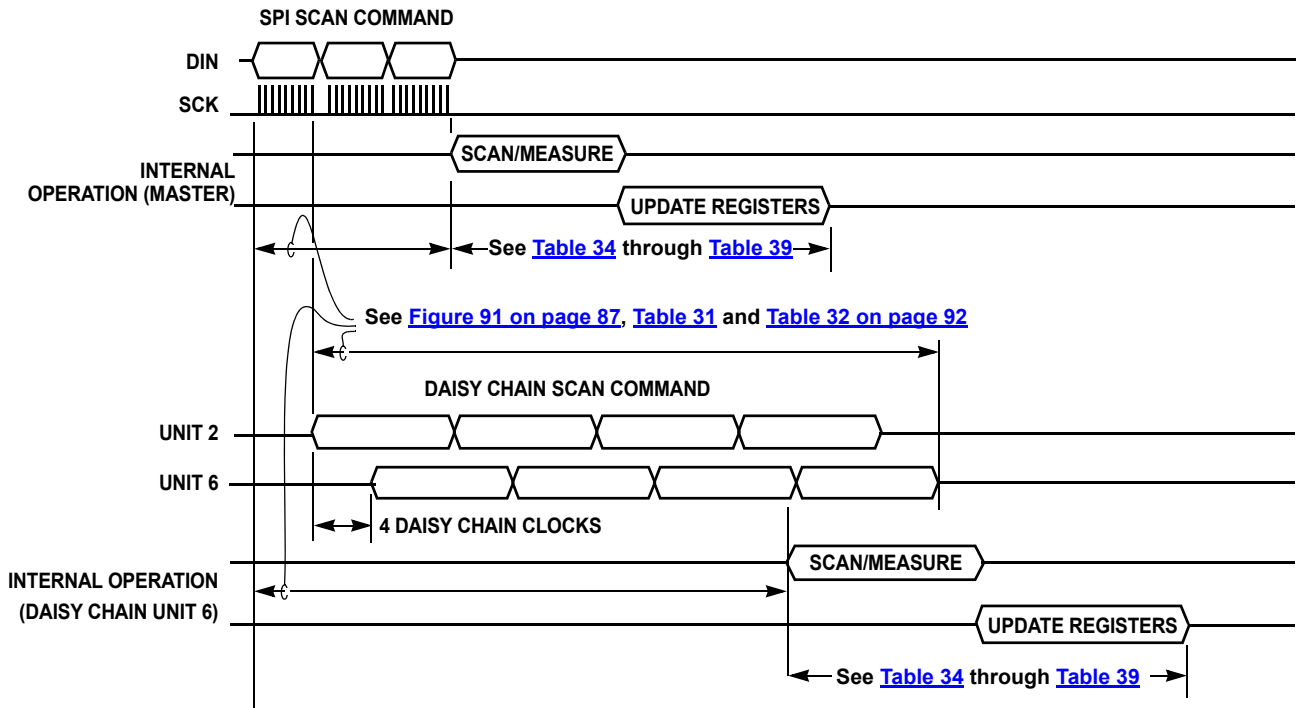 SPI SCAN COMMAND
DIN
SCK
SCAN/MEASURE
INTERNAL
OPERATION (MASTER)
UPDATE REGISTERS
See Table 34 through Table 39
See Figure 91 on page 87, Table 31 and Table 32 on page 92
DAISY CHAIN SCAN COMMAND
UNIT 2
UNIT 6
4 DAISY CHAIN CLOCKS
SCAN/MEASURE
INTERNAL OPERATION
(DAISY CHAIN UNIT 6)
UPDATE REGISTERS
See Table 34 through Table 39